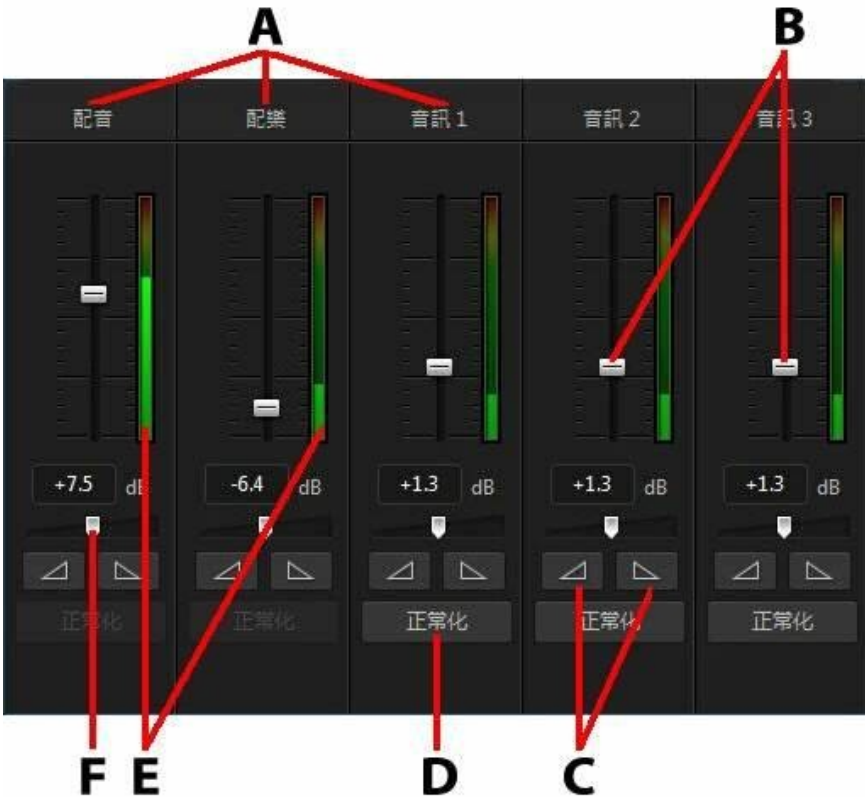 A B
配音 配樂 音訊 1 音訊 2 音訊 3
+7.5 dB -6.4 dB +1.3 dB +1.3 dB +1.3 dB
正常化 正常化 正常化 正常化 正常化
F E D C